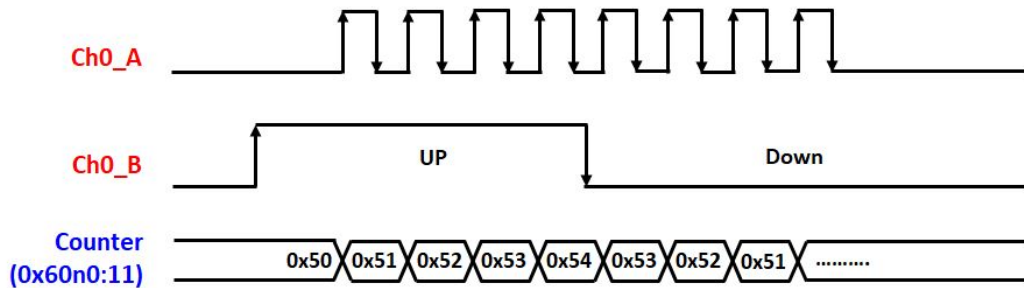 Ch0_A
Ch0_B
UP
Down
Counter
(0x60n0:11)
0x50 0x51 0x52 0x53 0x54 0x53 0x52 0x51 ..........